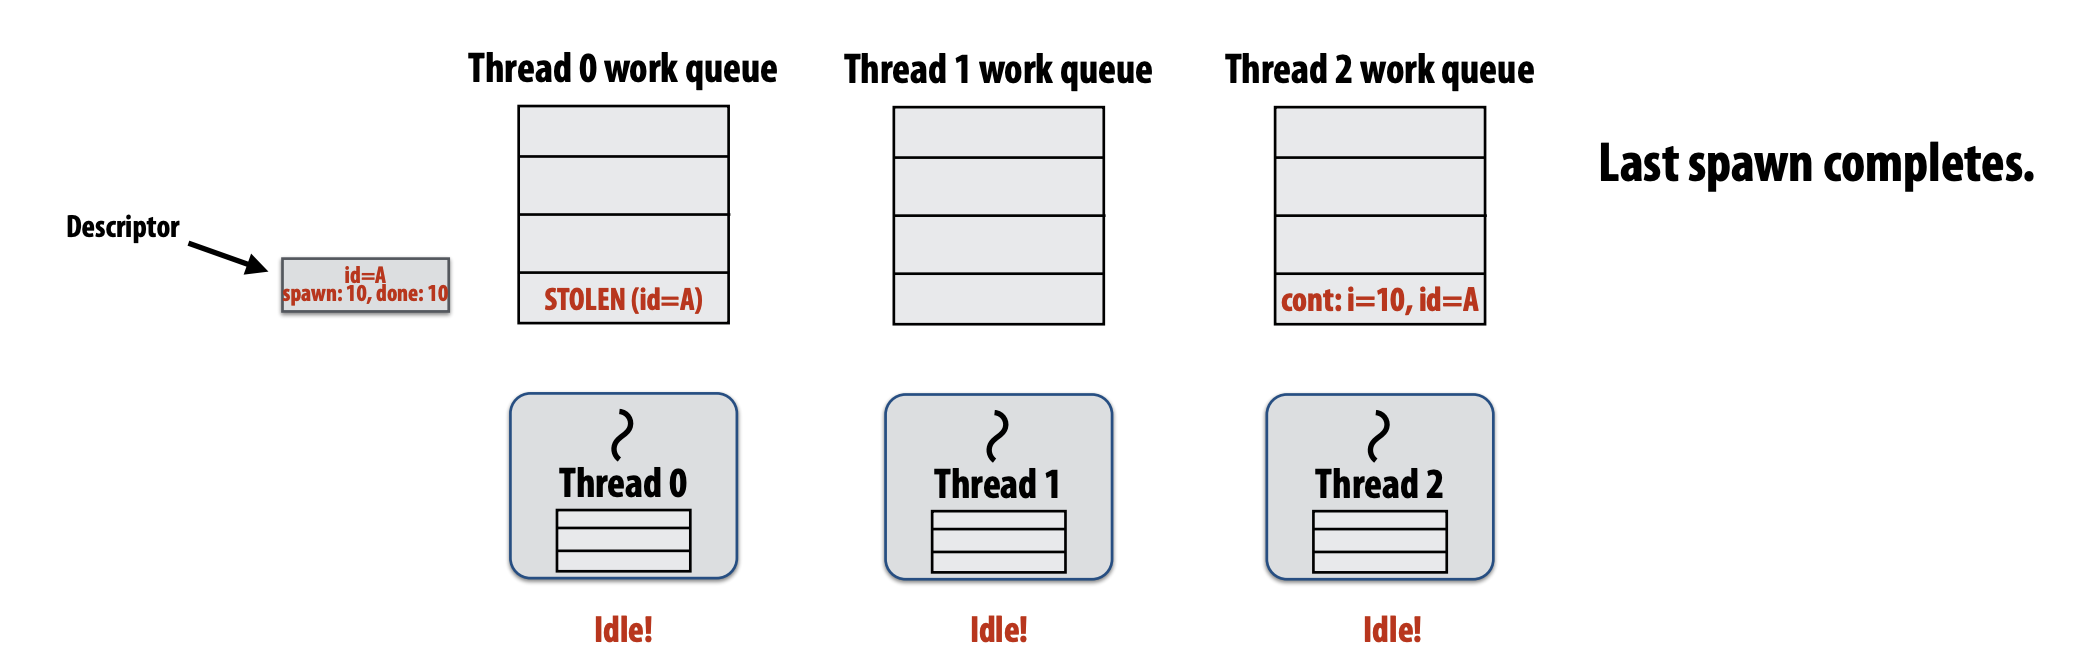 Thread 0 work queue
Thread 1 work queue
Thread 2 work queue
Last spawn completes.
Descriptor
id=A
spawn: 10, done: 10
STOLEN (id=A)
cont: i=10, id=A
Thread 0
Thread 1
Thread 2
Idle!
Idle!
Idle!